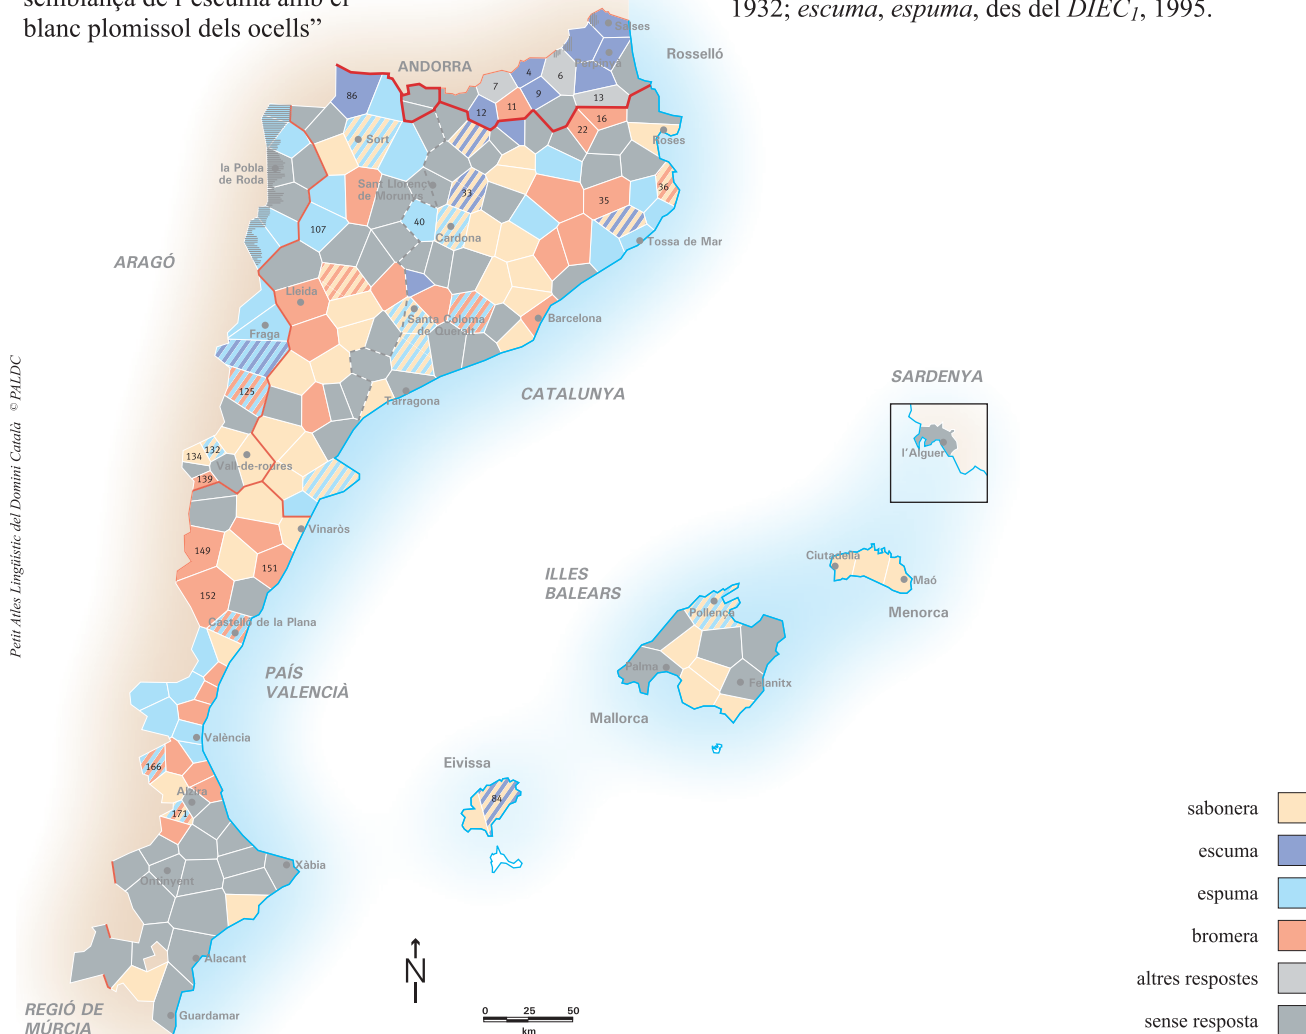 semblança de l'escuma amb el
blanc plomissol dels ocells”
1932; escuma, espuma, des del DIEC1, 1995.
Salses
Perpinyà
Rosselló
ANDORRA
4
6
7
9
13
86
12
11
16
22
Sort
Roses
la Pobla
de Roda
Sant Llorenç
de Morunys
33
36
35
107
40
Cardona
Tossa de Mar
ARAGÓ
Lleida
Santa Coloma
de Queralt
Barcelona
Fraga
125
CATALUNYA
SARDENYA
Tarragona
l'Alguer
134
132
Vall-de-roures
139
Vinaròs
149
151
152
Castelló de la Plana
ILLES
BALEARS
Ciutadella
Maó
Menorca
Pollença
Palma
Felanitx
Mallorca
PAÍS
VALENCIÀ
València
166
Alzira
171
Eivissa
84
Xàbia
Ontinyent
Alacant
Guardamar
REGIÓ DE
MÚRCIA
N
0 25 50
km
sabonera
escuma
espuma
bromera
altres respostes
sense resposta
Petit Atles Lingüístic del Domini Català © PALDC